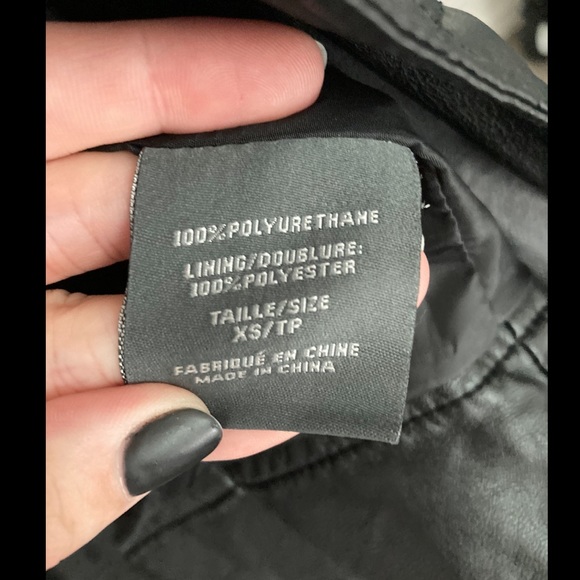 100%POLYURETHANE
LINING/DOUBLURE:
100%POLYESTER
TAILLE/SIZE
XS/TP
FABRIQUÉ EN CHINE
MADE IN CHINA